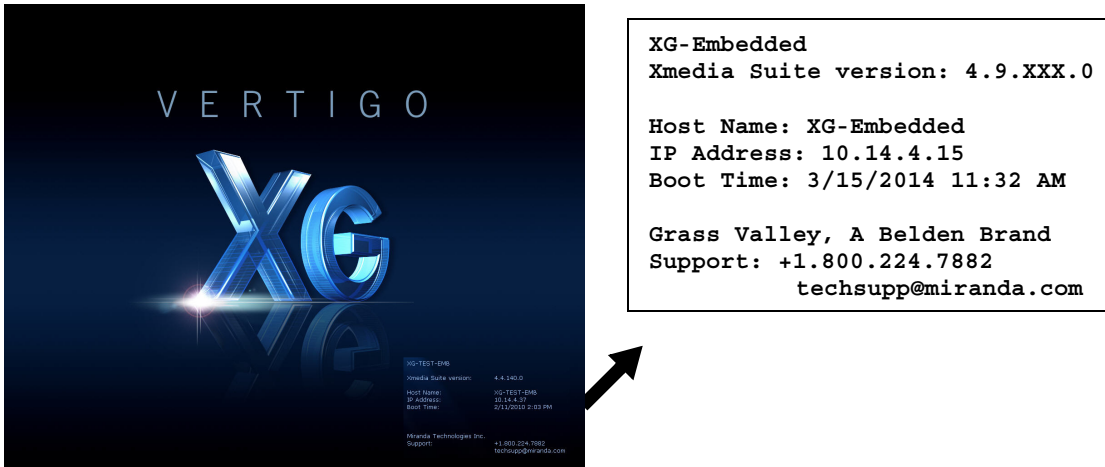 VERTIGO
XG
XG-TEST-EMB
Xmedia Suite version: 4.4.140.0
Host Name: XG-TEST-EMB
IP Address: 10.14.4.37
Boot Time: 2/11/2010 2:03 PM
Miranda Technologies Inc.
Support: +1.800.224.7882
techsupp@miranda.com
XG-Embedded
Xmedia Suite version: 4.9.XXX.0
Host Name: XG-Embedded
IP Address: 10.14.4.15
Boot Time: 3/15/2014 11:32 AM
Grass Valley, A Belden Brand
Support: +1.800.224.7882
techsupp@miranda.com